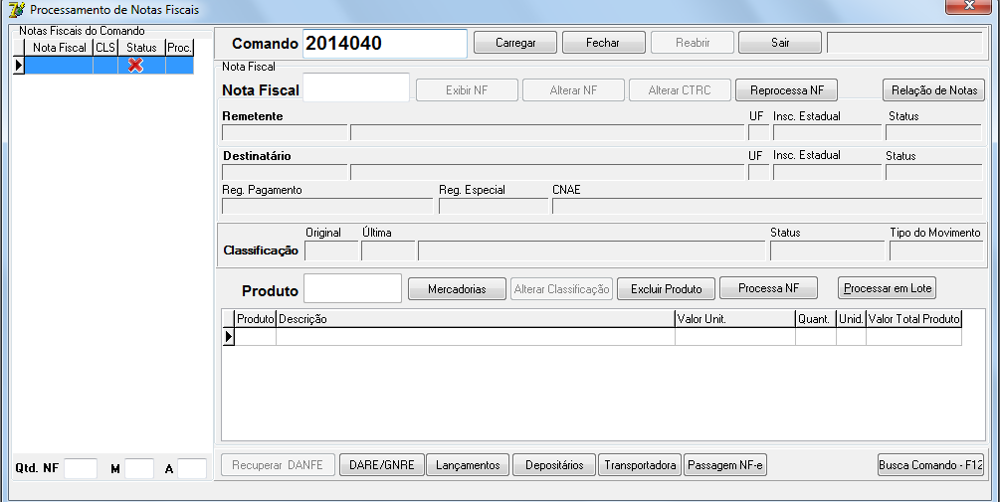 Processamento de Notas Fiscais
Notas Fiscais do Comando
Nota Fiscal CLS Status Proc.
Comando 2014040 Carregar Fechar Reabrir Sair
Nota Fiscal
Nota Fiscal Exibir NF Alterar NF Alterar CTRC Reprocessa NF Relação de Notas
Remetente UF Insc. Estadual Status
Destinatário UF Insc. Estadual Status
Reg. Pagamento Reg. Especial CNAE
Original Última Status Tipo do Movimento
Classificação
Produto Mercadorias Alterar Classificação Excluir Produto Processa NF Processar em Lote
Produto Descrição Valor Unit. Quant. Unid. Valor Total Produto
Qtd. NF M A
Recuperar DANFE DARE/GNRE Lançamentos Depositários Transportadora Passagem NF-e Busca Comando - F12